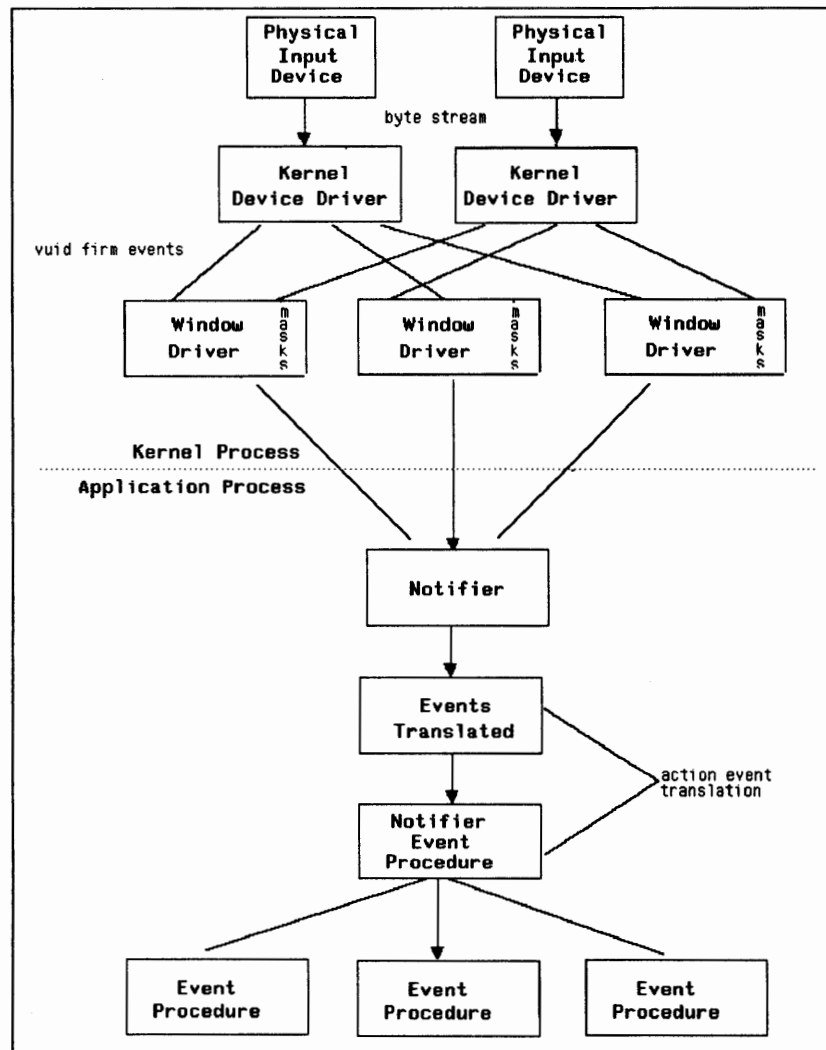 Physical
Input
Device
Physical
Input
Device
byte stream
Kernel
Device Driver
Kernel
Device Driver
vuid firm events
Window
Driver
masks
Window
Driver
masks
Window
Driver
masks
Kernel Process
Application Process
Notifier
Events
Translated
action event
translation
Notifier
Event
Procedure
Event
Procedure
Event
Procedure
Event
Procedure